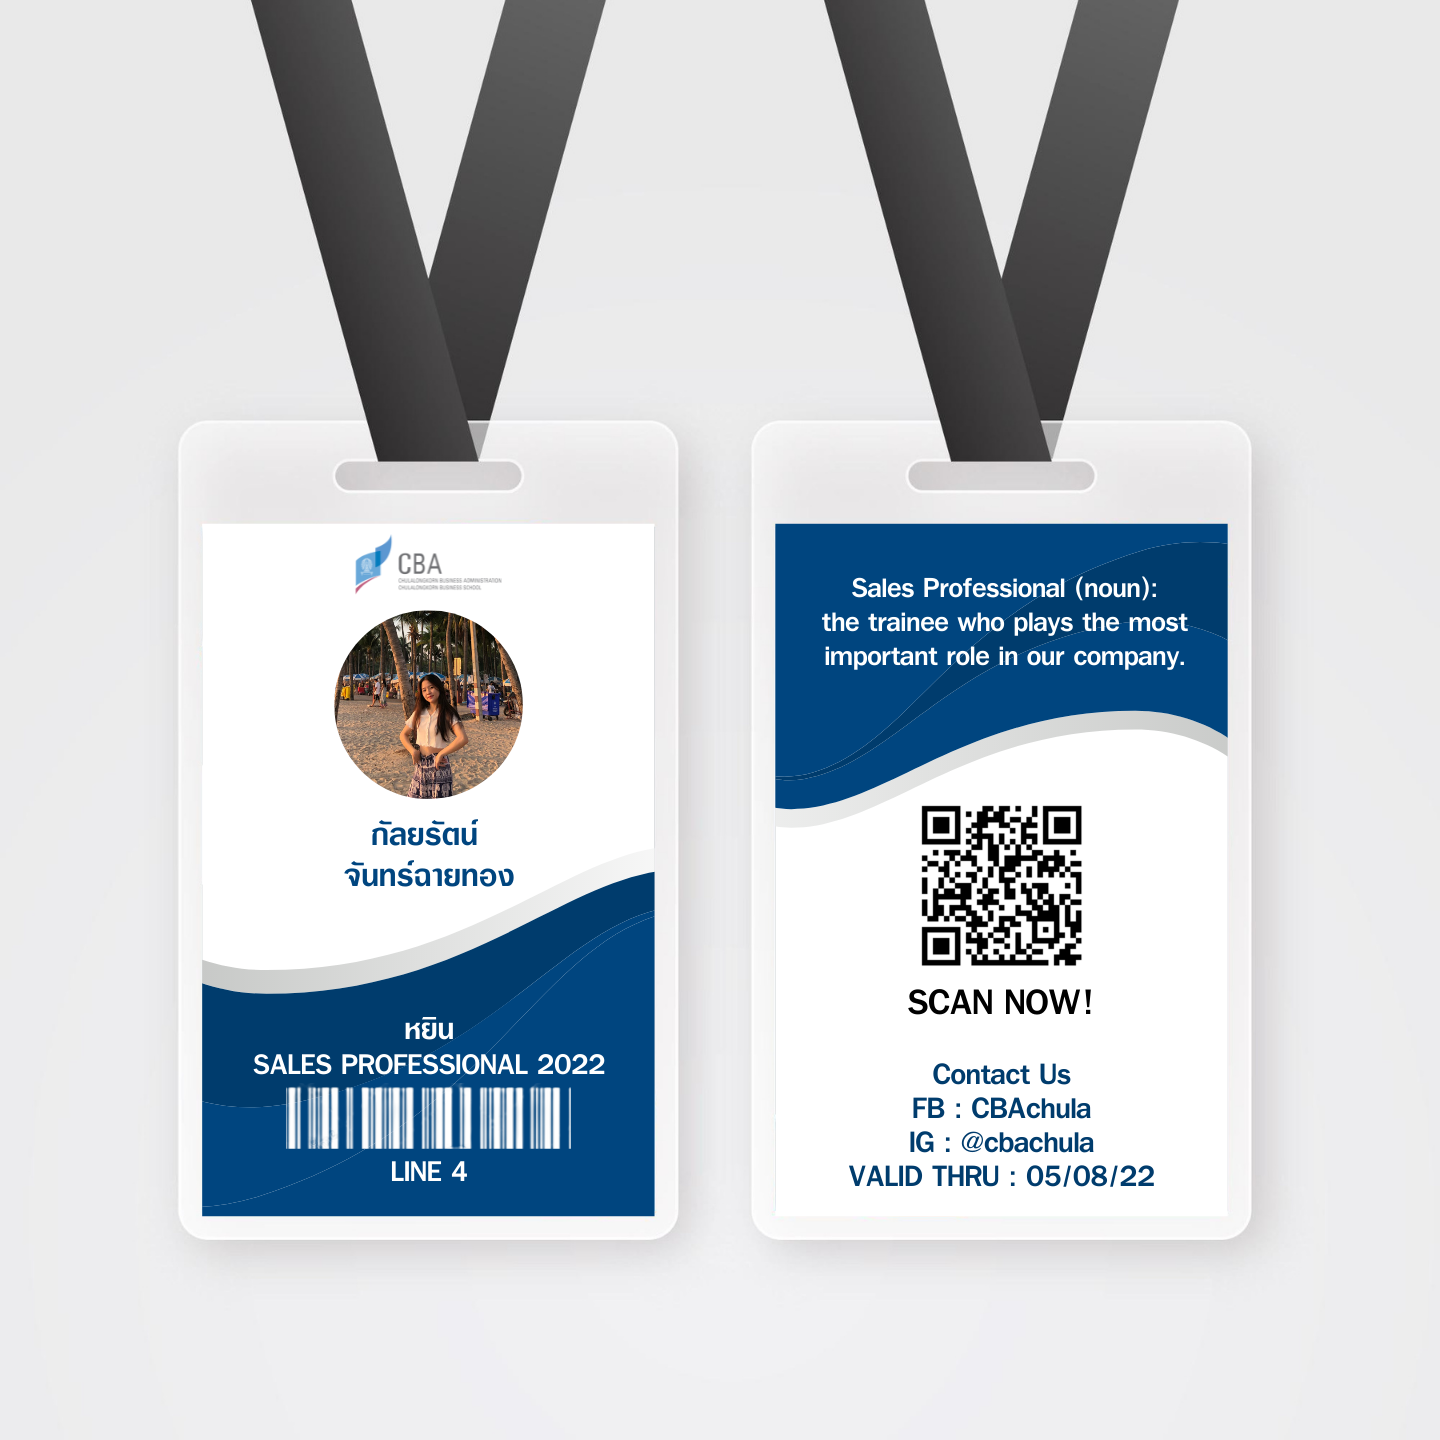 CBA
CHULALONGKORN BUSINESS ADMINISTRATION
CHULALONGKORN BUSINESS SCHOOL
กัลยรัตน์
จันทร์ฉายทอง
หยิน
SALES PROFESSIONAL 2022
LINE 4
Sales Professional (noun):
the trainee who plays the most
important role in our company.
SCAN NOW!
Contact Us
FB : CBAchula
IG : @cbachula
VALID THRU : 05/08/22